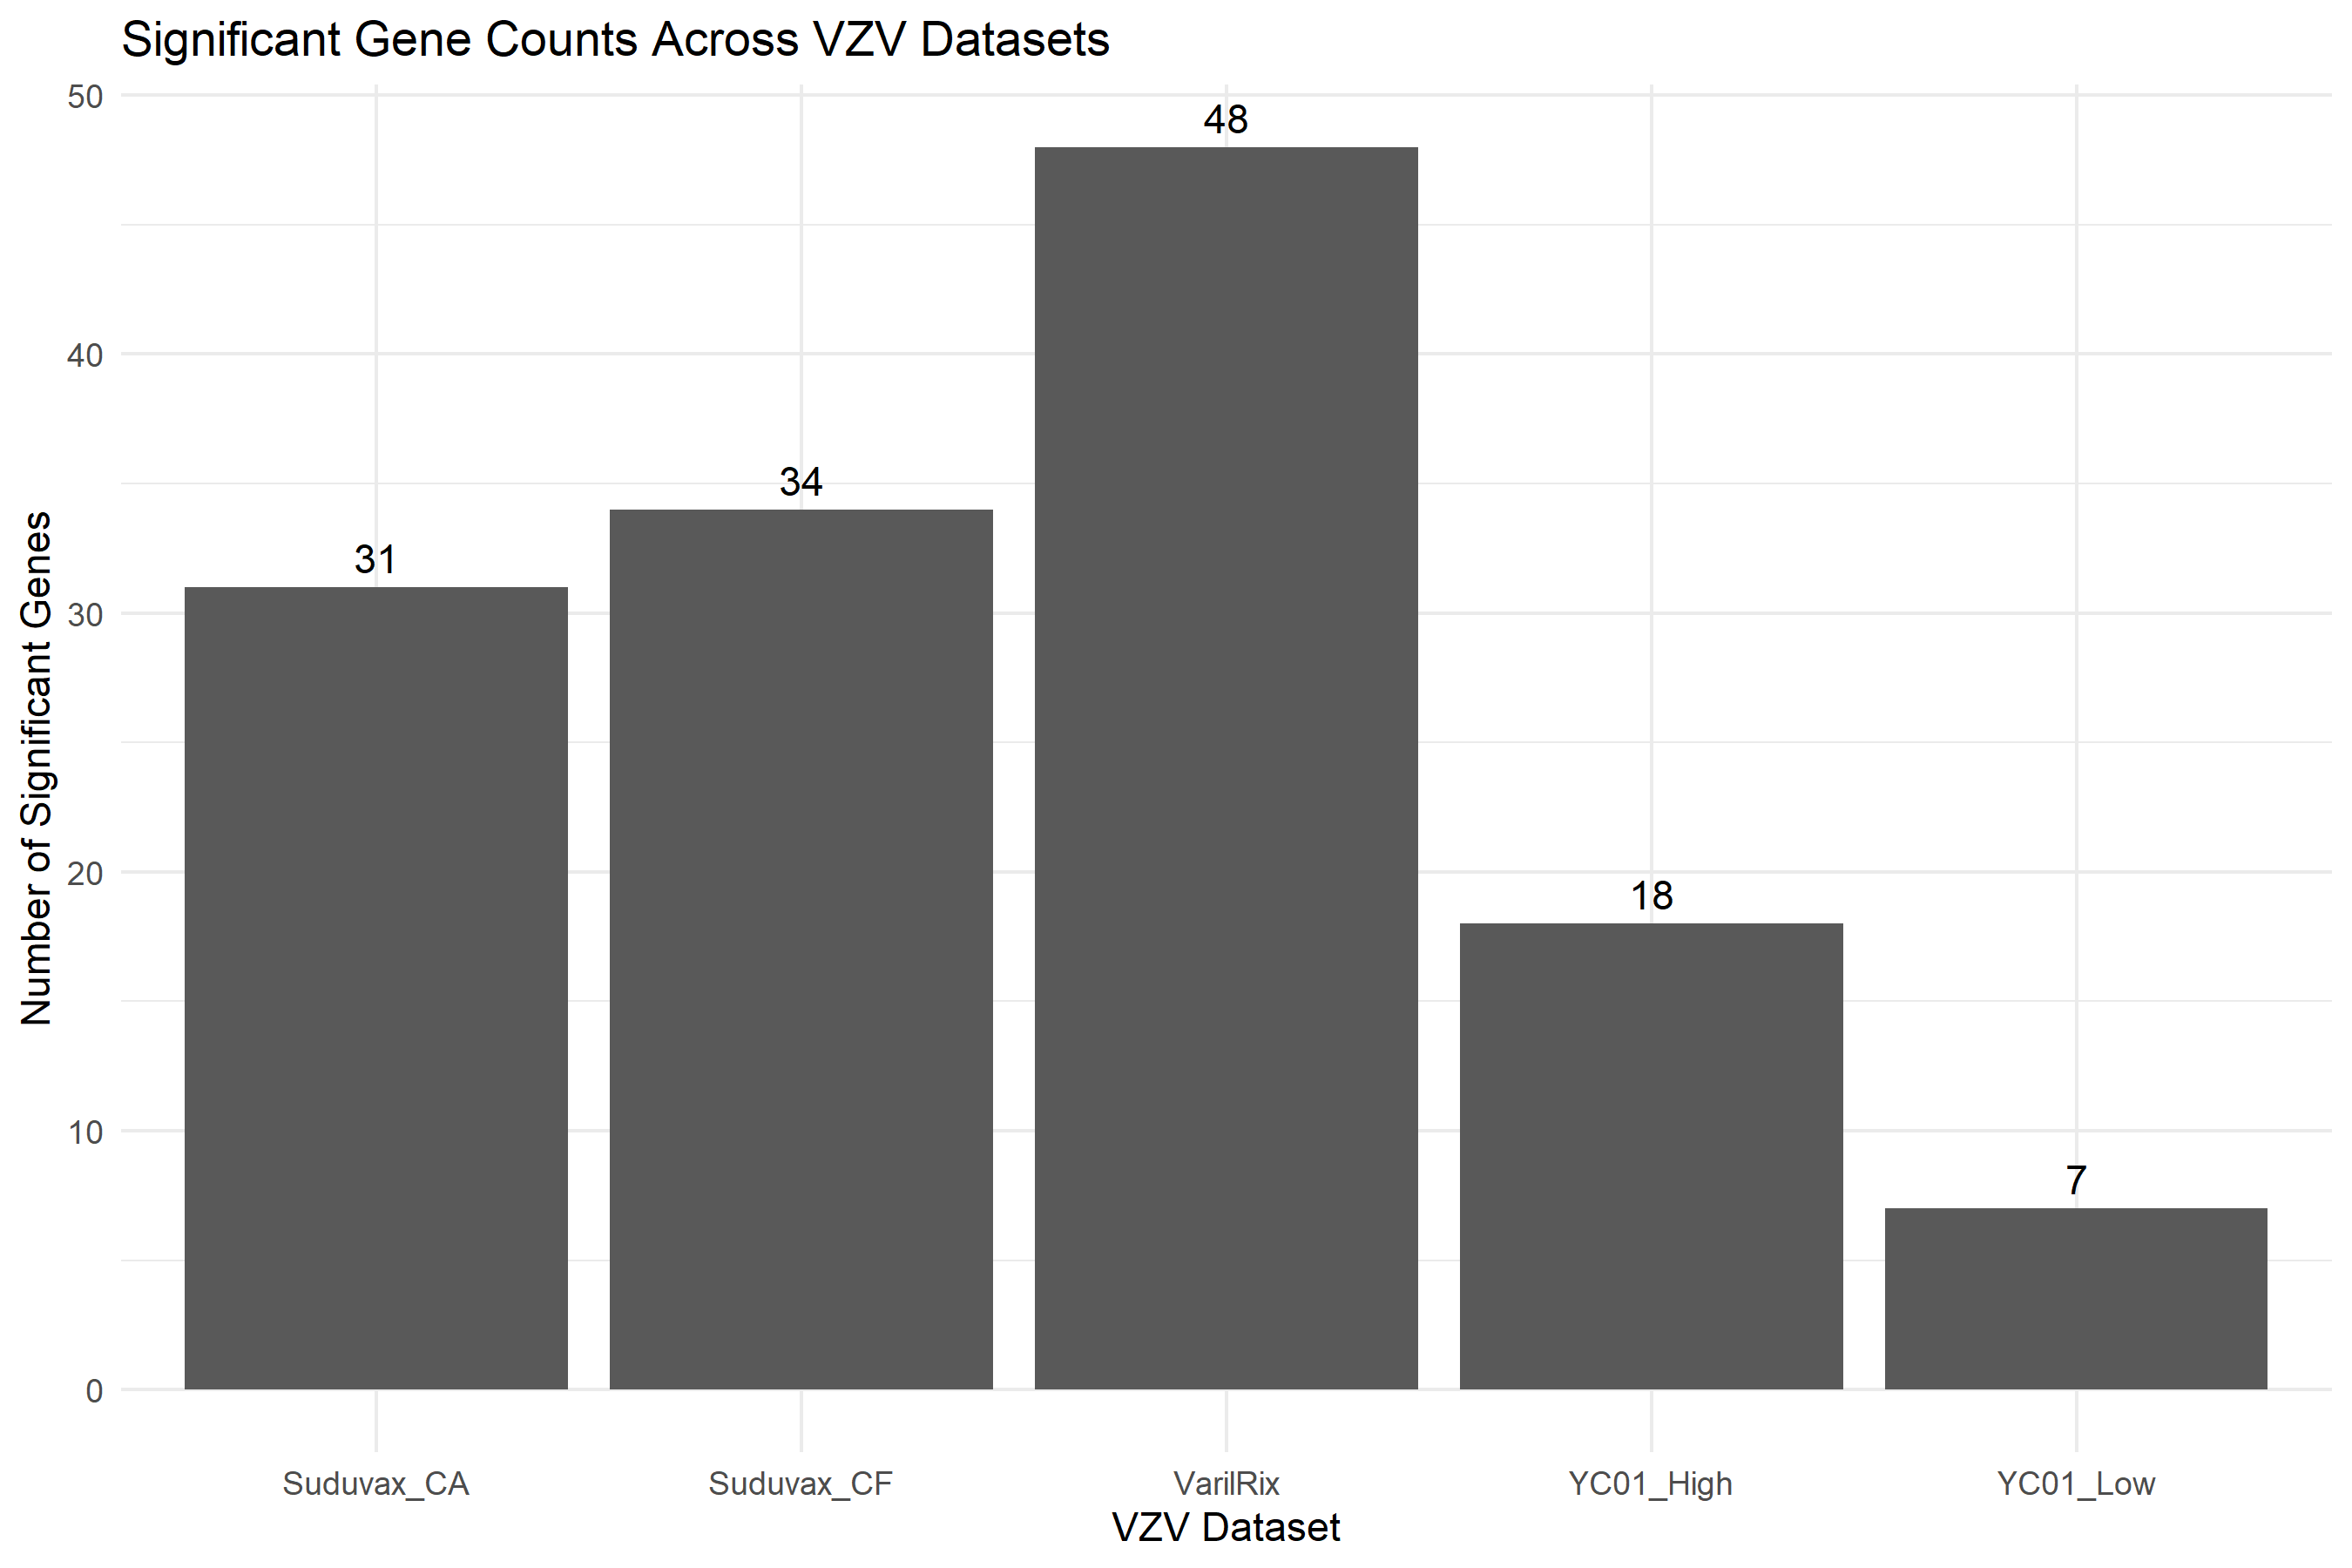 Significant Gene Counts Across VZV Datasets
Number of Significant Genes
50
40
30
20
10
0
31
34
48
18
7
Suduvax_CA
Suduvax_CF
VarilRix
YC01_High
YC01_Low
VZV Dataset